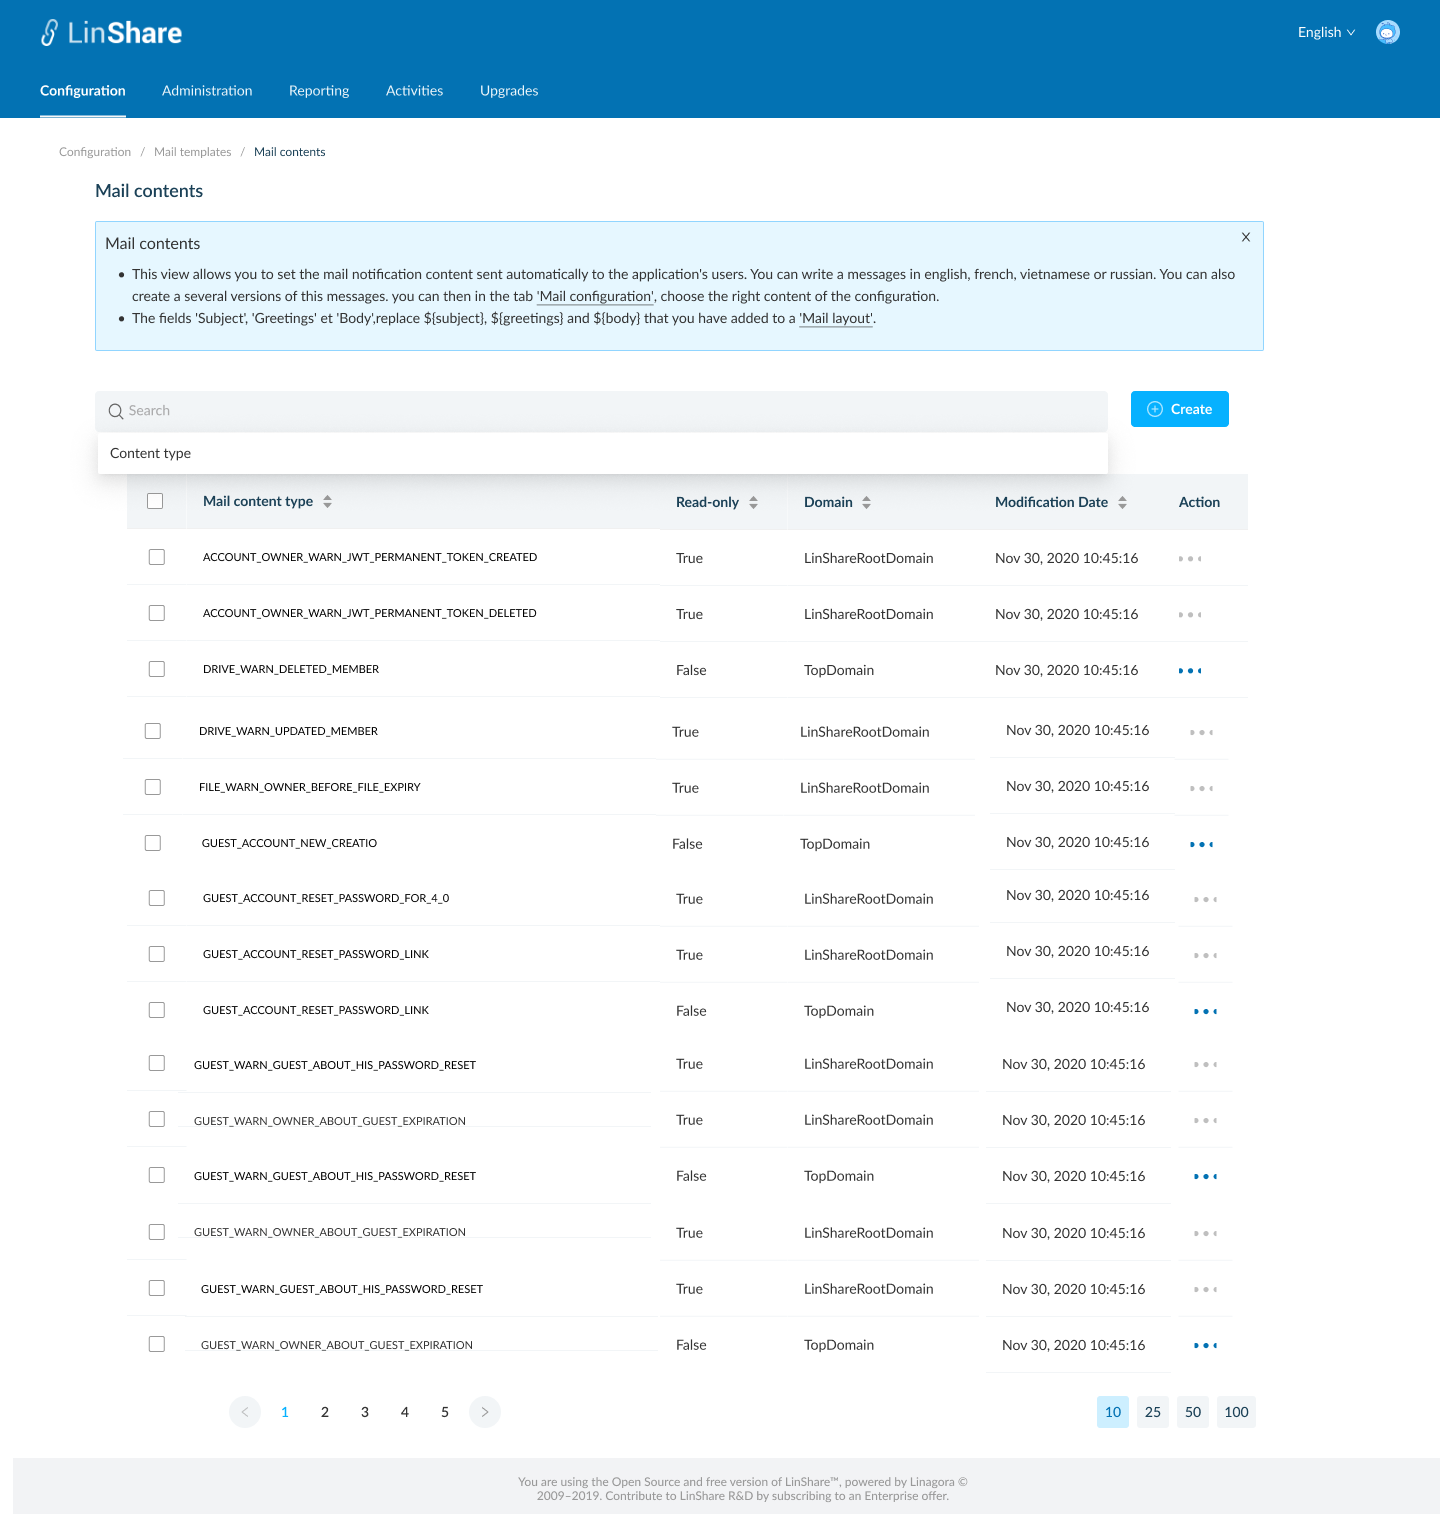 LinShare
English
Configuration Administration Reporting Activities Upgrades
Configuration / Mail templates / Mail contents
Mail contents
Mail contents
• This view allows you to set the mail notification content sent automatically to the application's users. You can write a messages in english, french, vietnamese or russian. You can also
create a several versions of this messages. you can then in the tab 'Mail configuration', choose the right content of the configuration.
• The fields 'Subject', 'Greetings' et 'Body',replace ${subject}, ${greetings} and ${body} that you have added to a 'Mail layout'.
Search
Create
Content type
Mail content type Read-only Domain Modification Date Action
ACCOUNT_OWNER_WARN_JWT_PERMANENT_TOKEN_CREATED True LinShareRootDomain Nov 30, 2020 10:45:16
ACCOUNT_OWNER_WARN_JWT_PERMANENT_TOKEN_DELETED True LinShareRootDomain Nov 30, 2020 10:45:16
DRIVE_WARN_DELETED_MEMBER False TopDomain Nov 30, 2020 10:45:16
DRIVE_WARN_UPDATED_MEMBER True LinShareRootDomain Nov 30, 2020 10:45:16
FILE_WARN_OWNER_BEFORE_FILE_EXPIRY True LinShareRootDomain Nov 30, 2020 10:45:16
GUEST_ACCOUNT_NEW_CREATIO False TopDomain Nov 30, 2020 10:45:16
GUEST_ACCOUNT_RESET_PASSWORD_FOR_4_0 True LinShareRootDomain Nov 30, 2020 10:45:16
GUEST_ACCOUNT_RESET_PASSWORD_LINK True LinShareRootDomain Nov 30, 2020 10:45:16
GUEST_ACCOUNT_RESET_PASSWORD_LINK False TopDomain Nov 30, 2020 10:45:16
GUEST_WARN_GUEST_ABOUT_HIS_PASSWORD_RESET True LinShareRootDomain Nov 30, 2020 10:45:16
GUEST_WARN_OWNER_ABOUT_GUEST_EXPIRATION True LinShareRootDomain Nov 30, 2020 10:45:16
GUEST_WARN_GUEST_ABOUT_HIS_PASSWORD_RESET False TopDomain Nov 30, 2020 10:45:16
GUEST_WARN_OWNER_ABOUT_GUEST_EXPIRATION True LinShareRootDomain Nov 30, 2020 10:45:16
GUEST_WARN_GUEST_ABOUT_HIS_PASSWORD_RESET True LinShareRootDomain Nov 30, 2020 10:45:16
GUEST_WARN_OWNER_ABOUT_GUEST_EXPIRATION False TopDomain Nov 30, 2020 10:45:16
1 2 3 4 5 10 25 50 100
You are using the Open Source and free version of LinShare™, powered by Linagora ©
2009–2019. Contribute to LinShare R&D by subscribing to an Enterprise offer.